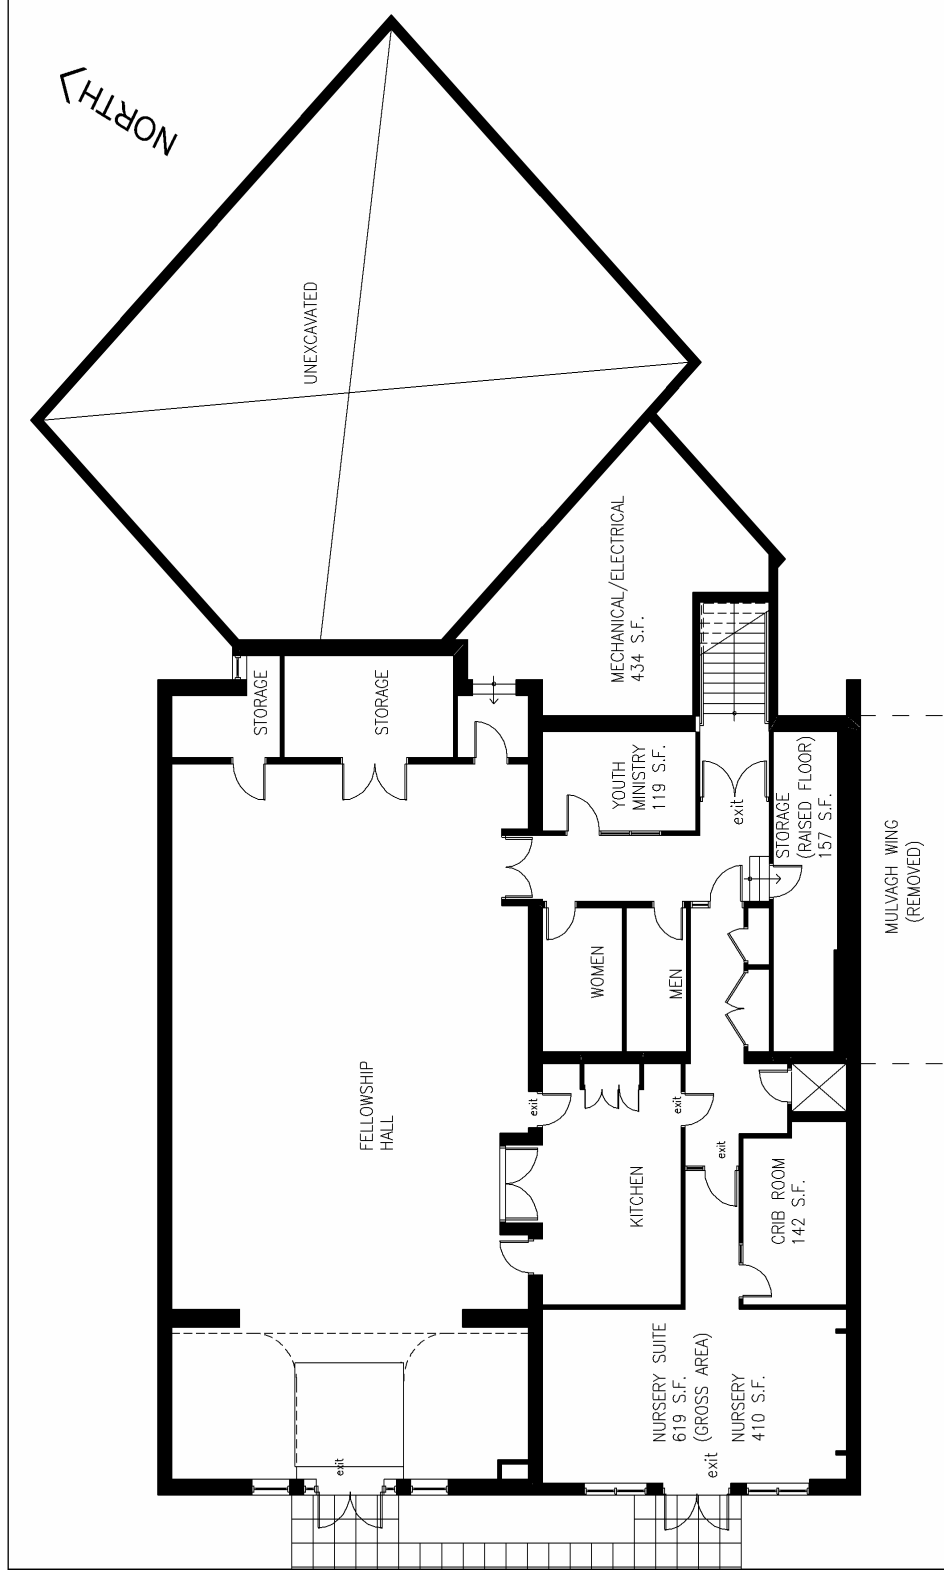 NORTH
UNEXCAVATED
MECHANICAL/ELECTRICAL
434 S.F.
STORAGE
STORAGE
YOUTH
MINISTRY
119 S.F.
exit
STORAGE
(RAISED FLOOR)
157 S.F.
MULVAGH WING
(REMOVED)
WOMEN
MEN
FELLOWSHIP
HALL
exit
exit
exit
KITCHEN
CRIB ROOM
142 S.F.
NURSERY SUITE
619 S.F.
(GROSS AREA)
NURSERY
410 S.F.
exit
exit